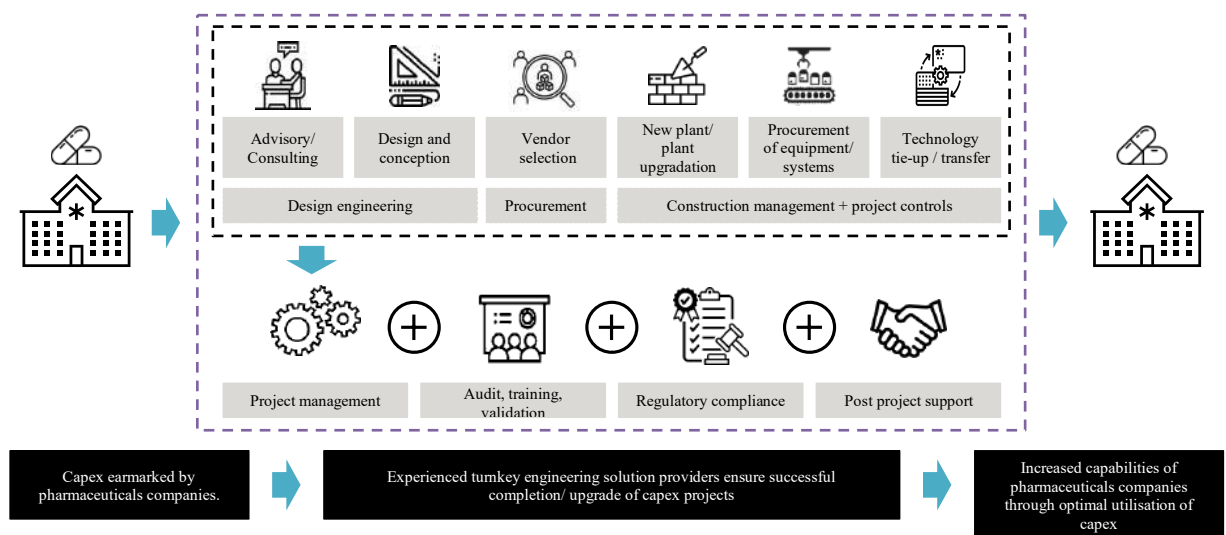 Advisory/
Consulting
Design and
conception
Vendor
selection
New plant/
plant
upgradation
Procurement
of equipment/
systems
Technology
tie-up / transfer
Design engineering
Procurement
Construction management + project controls
Project management
Audit, training,
validation
Regulatory compliance
Post project support
Capex earmarked by
pharmaceuticals companies.
Experienced turnkey engineering solution providers ensure successful
completion/ upgrade of capex projects
Increased capabilities of
pharmaceuticals companies
through optimal utilisation of
capex